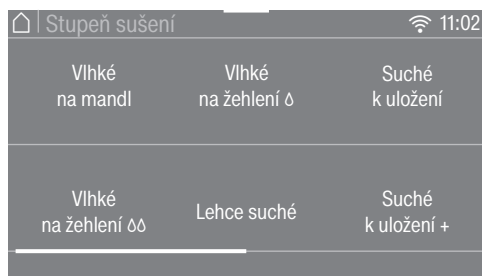 Stupeň sušení 11:02
Vlhké
na mandl
Vlhké
na žehlení
Suché
k uložení
Vlhké
na žehlení
Lehce suché
Suché
k uložení +